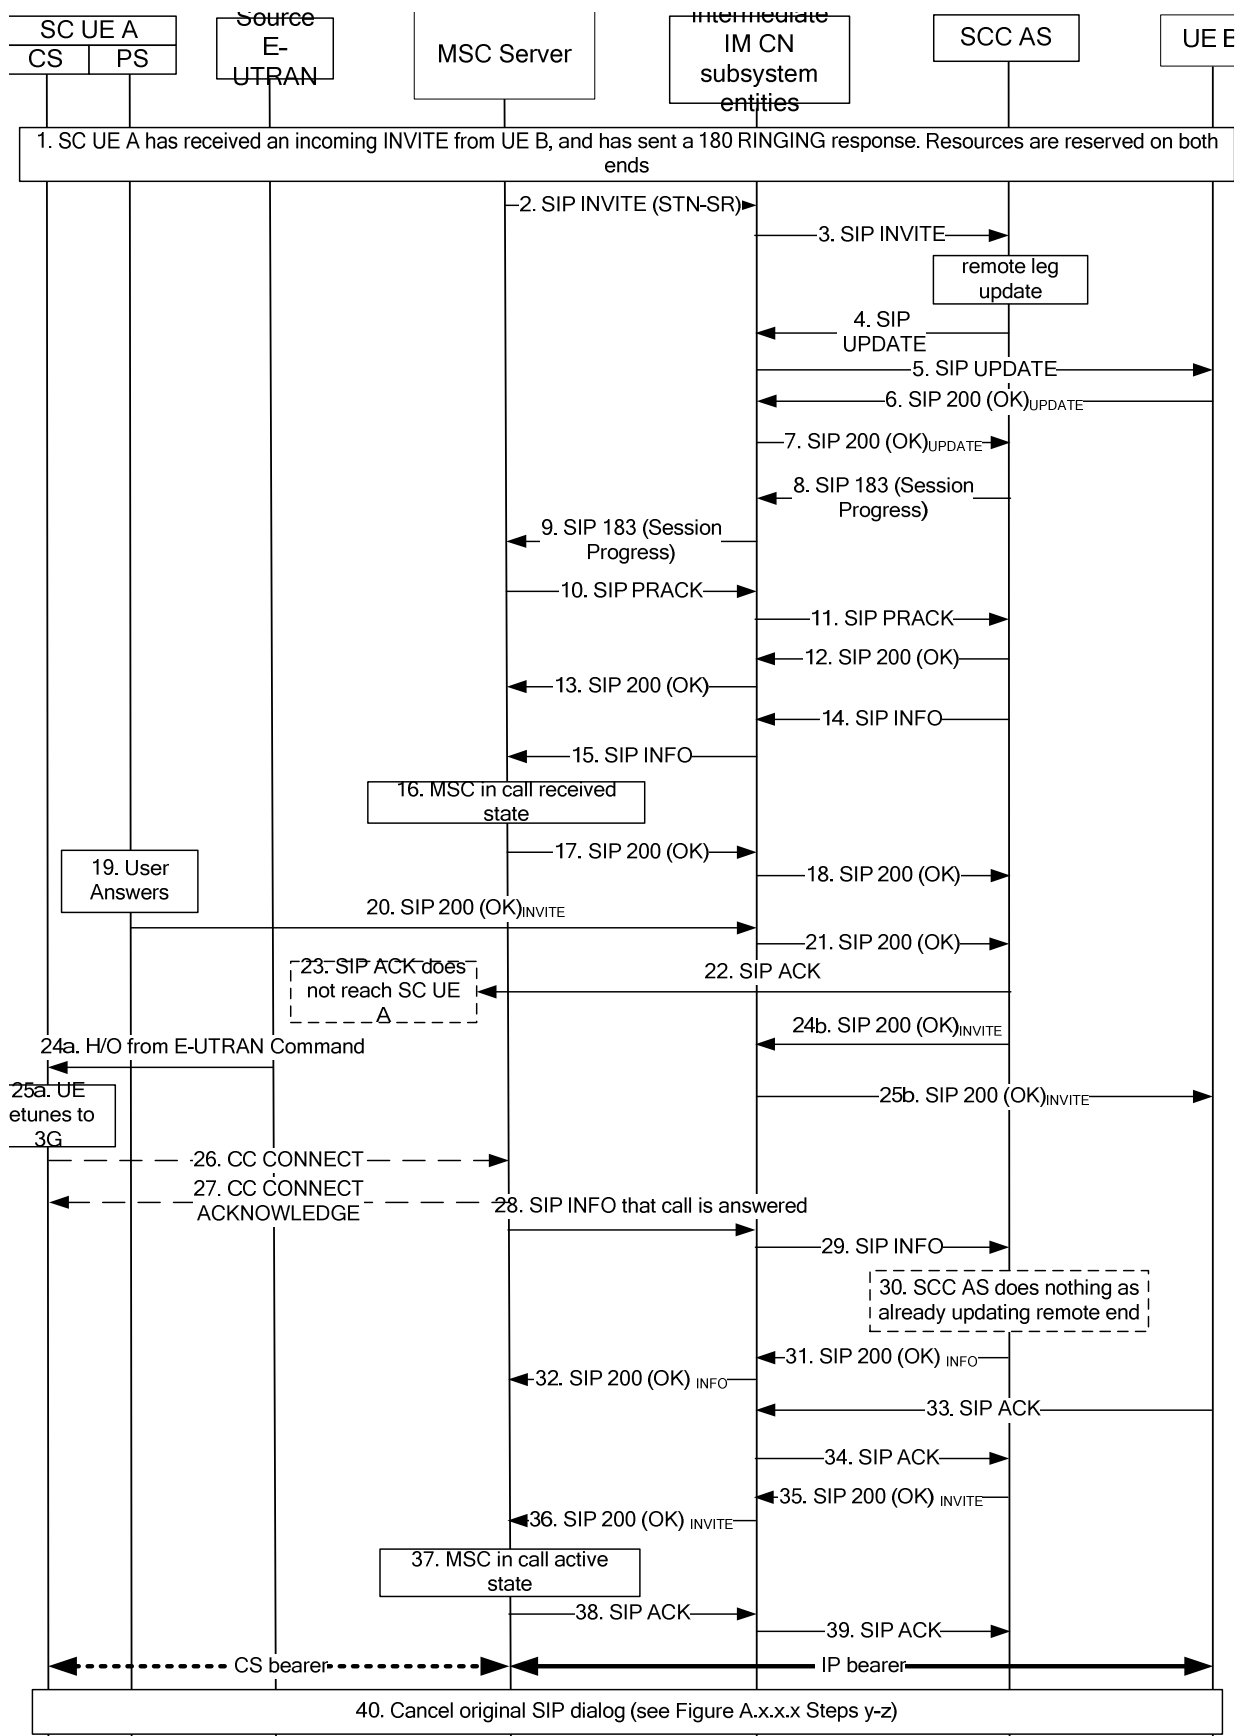 SC UE A
CS
PS
Source
E-
UTRAN
MSC Server
Intermediate
IM CN
subsystem
entities
SCC AS
UE B
1. SC UE A has received an incoming INVITE from UE B, and has sent a 180 RINGING response. Resources are reserved on both
ends
2. SIP INVITE (STN-SR)
3. SIP INVITE
remote leg
update
4. SIP
UPDATE
5. SIP UPDATE
6. SIP 200 (OK)UPDATE
7. SIP 200 (OK)UPDATE
8. SIP 183 (Session
Progress)
9. SIP 183 (Session
Progress)
10. SIP PRACK
11. SIP PRACK
12. SIP 200 (OK)
13. SIP 200 (OK)
14. SIP INFO
15. SIP INFO
16. MSC in call received
state
17. SIP 200 (OK)
18. SIP 200 (OK)
19. User
Answers
20. SIP 200 (OK)INVITE
21. SIP 200 (OK)
22. SIP ACK
23. SIP ACK does
not reach SC UE
A
24b. SIP 200 (OK)INVITE
24a. H/O from E-UTRAN Command
25a. UE
etunes to
3G
25b. SIP 200 (OK)INVITE
26. CC CONNECT
27. CC CONNECT
ACKNOWLEDGE
28. SIP INFO that call is answered
29. SIP INFO
30. SCC AS does nothing as
already updating remote end
31. SIP 200 (OK) INFO
32. SIP 200 (OK) INFO
33. SIP ACK
34. SIP ACK
35. SIP 200 (OK) INVITE
36. SIP 200 (OK) INVITE
37. MSC in call active
state
38. SIP ACK
39. SIP ACK
CS bearer
IP bearer
40. Cancel original SIP dialog (see Figure A.x.x.x Steps y-z)